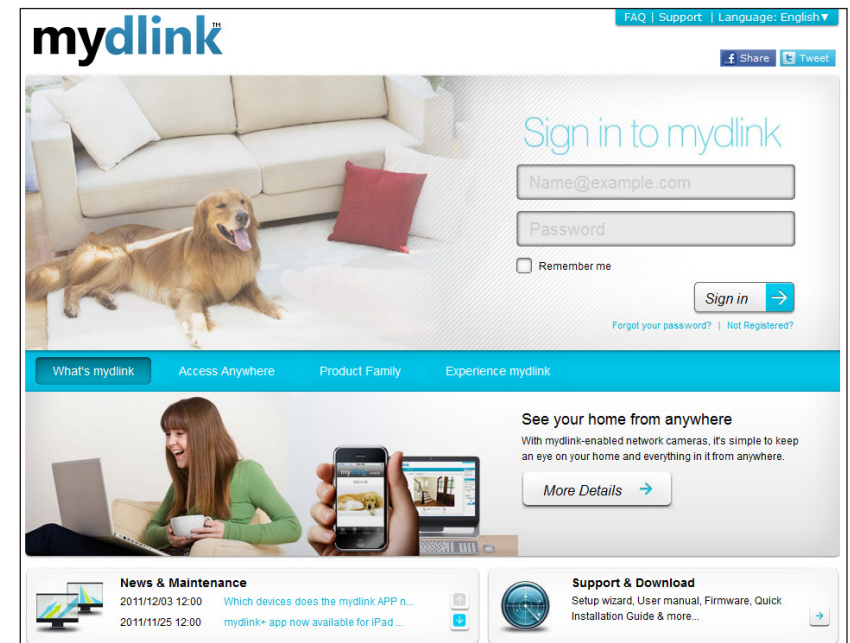 mydlink™
FAQ | Support | Language: English▼
Share
Tweet
Sign in to mydlink
Name@example.com
Password
Remember me
Sign in
Forgot your password? | Not Registered?
What's mydlink
Access Anywhere
Product Family
Experience mydlink
See your home from anywhere
With mydlink-enabled network cameras, it's simple to keep
an eye on your home and everything in it from anywhere.
More Details
News & Maintenance
2011/12/03 12:00 Which devices does the mydlink APP n...
2011/11/25 12:00 mydlink+ app now available for iPad ...
Support & Download
Setup wizard, User manual, Firmware, Quick
Installation Guide & more...